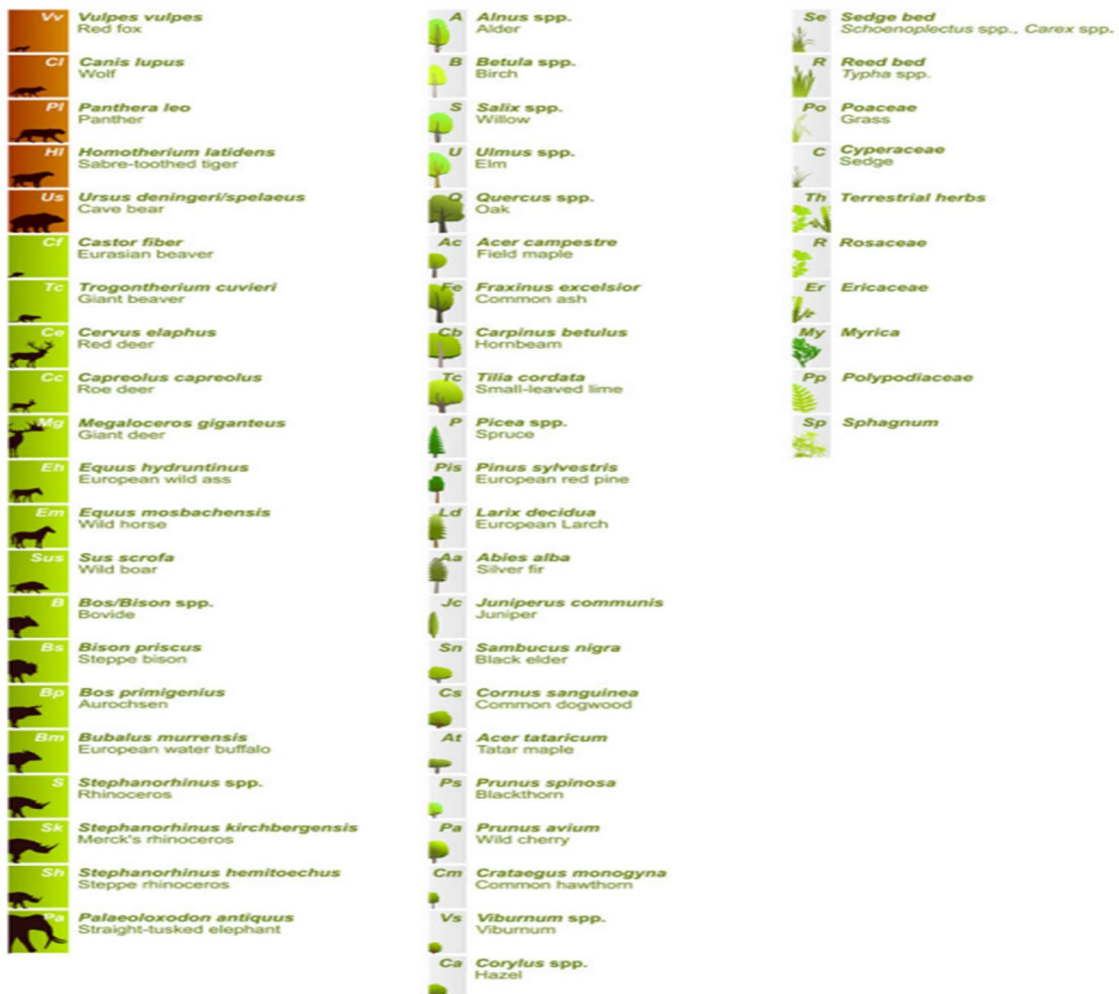 Vv Vulpes vulpes
Red fox
Cl Canis lupus
Wolf
Pl Panthera leo
Panther
Hl Homotherium latidens
Sabre-toothed tiger
Us Ursus deningeri/spelaeus
Cave bear
Cf Castor fiber
Eurasian beaver
Tc Trogontherium cuvieri
Giant beaver
Ce Cervus elaphus
Red deer
Cc Capreolus capreolus
Roe deer
Mg Megaloceros giganteus
Giant deer
Eh Equus hydruntinus
European wild ass
Em Equus mosbachensis
Wild horse
Sus Sus scrofa
Wild boar
B Bos/Bison spp.
Bovide
Bs Bison priscus
Steppe bison
Bp Bos primigenius
Aurochsen
Bm Bubalus murrensis
European water buffalo
S Stephanorhinus spp.
Rhinoceros
Sk Stephanorhinus kirchbergensis
Merck's rhinoceros
Sh Stephanorhinus hemitoechus
Steppe rhinoceros
Pa Palaeoloxodon antiquus
Straight-tusked elephant
A Alnus spp.
Alder
B Betula spp.
Birch
S Salix spp.
Willow
U Ulmus spp.
Elm
Q Quercus spp.
Oak
Ac Acer campestre
Field maple
Fe Fraxinus excelsior
Common ash
Cb Carpinus betulus
Hornbeam
Tc Tilia cordata
Small-leaved lime
P Picea spp.
Spruce
Pis Pinus sylvestris
European red pine
Ld Larix decidua
European Larch
Aa Abies alba
Silver fir
Jc Juniperus communis
Juniper
Sn Sambucus nigra
Black elder
Cs Cornus sanguinea
Common dogwood
At Acer tataricum
Tatar maple
Ps Prunus spinosa
Blackthorn
Pa Prunus avium
Wild cherry
Cm Crataegus monogyna
Common hawthorn
Vs Viburnum spp.
Viburnum
Ca Corylus spp.
Hazel
Se Sedge bed
Schoenoplectus spp., Carex spp.
R Reed bed
Typha spp.
Po Poaceae
Grass
C Cyperaceae
Sedge
Th Terrestrial herbs
R Rosaceae
Er Ericaceae
My Myrica
Pp Polypodiaceae
Sp Sphagnum